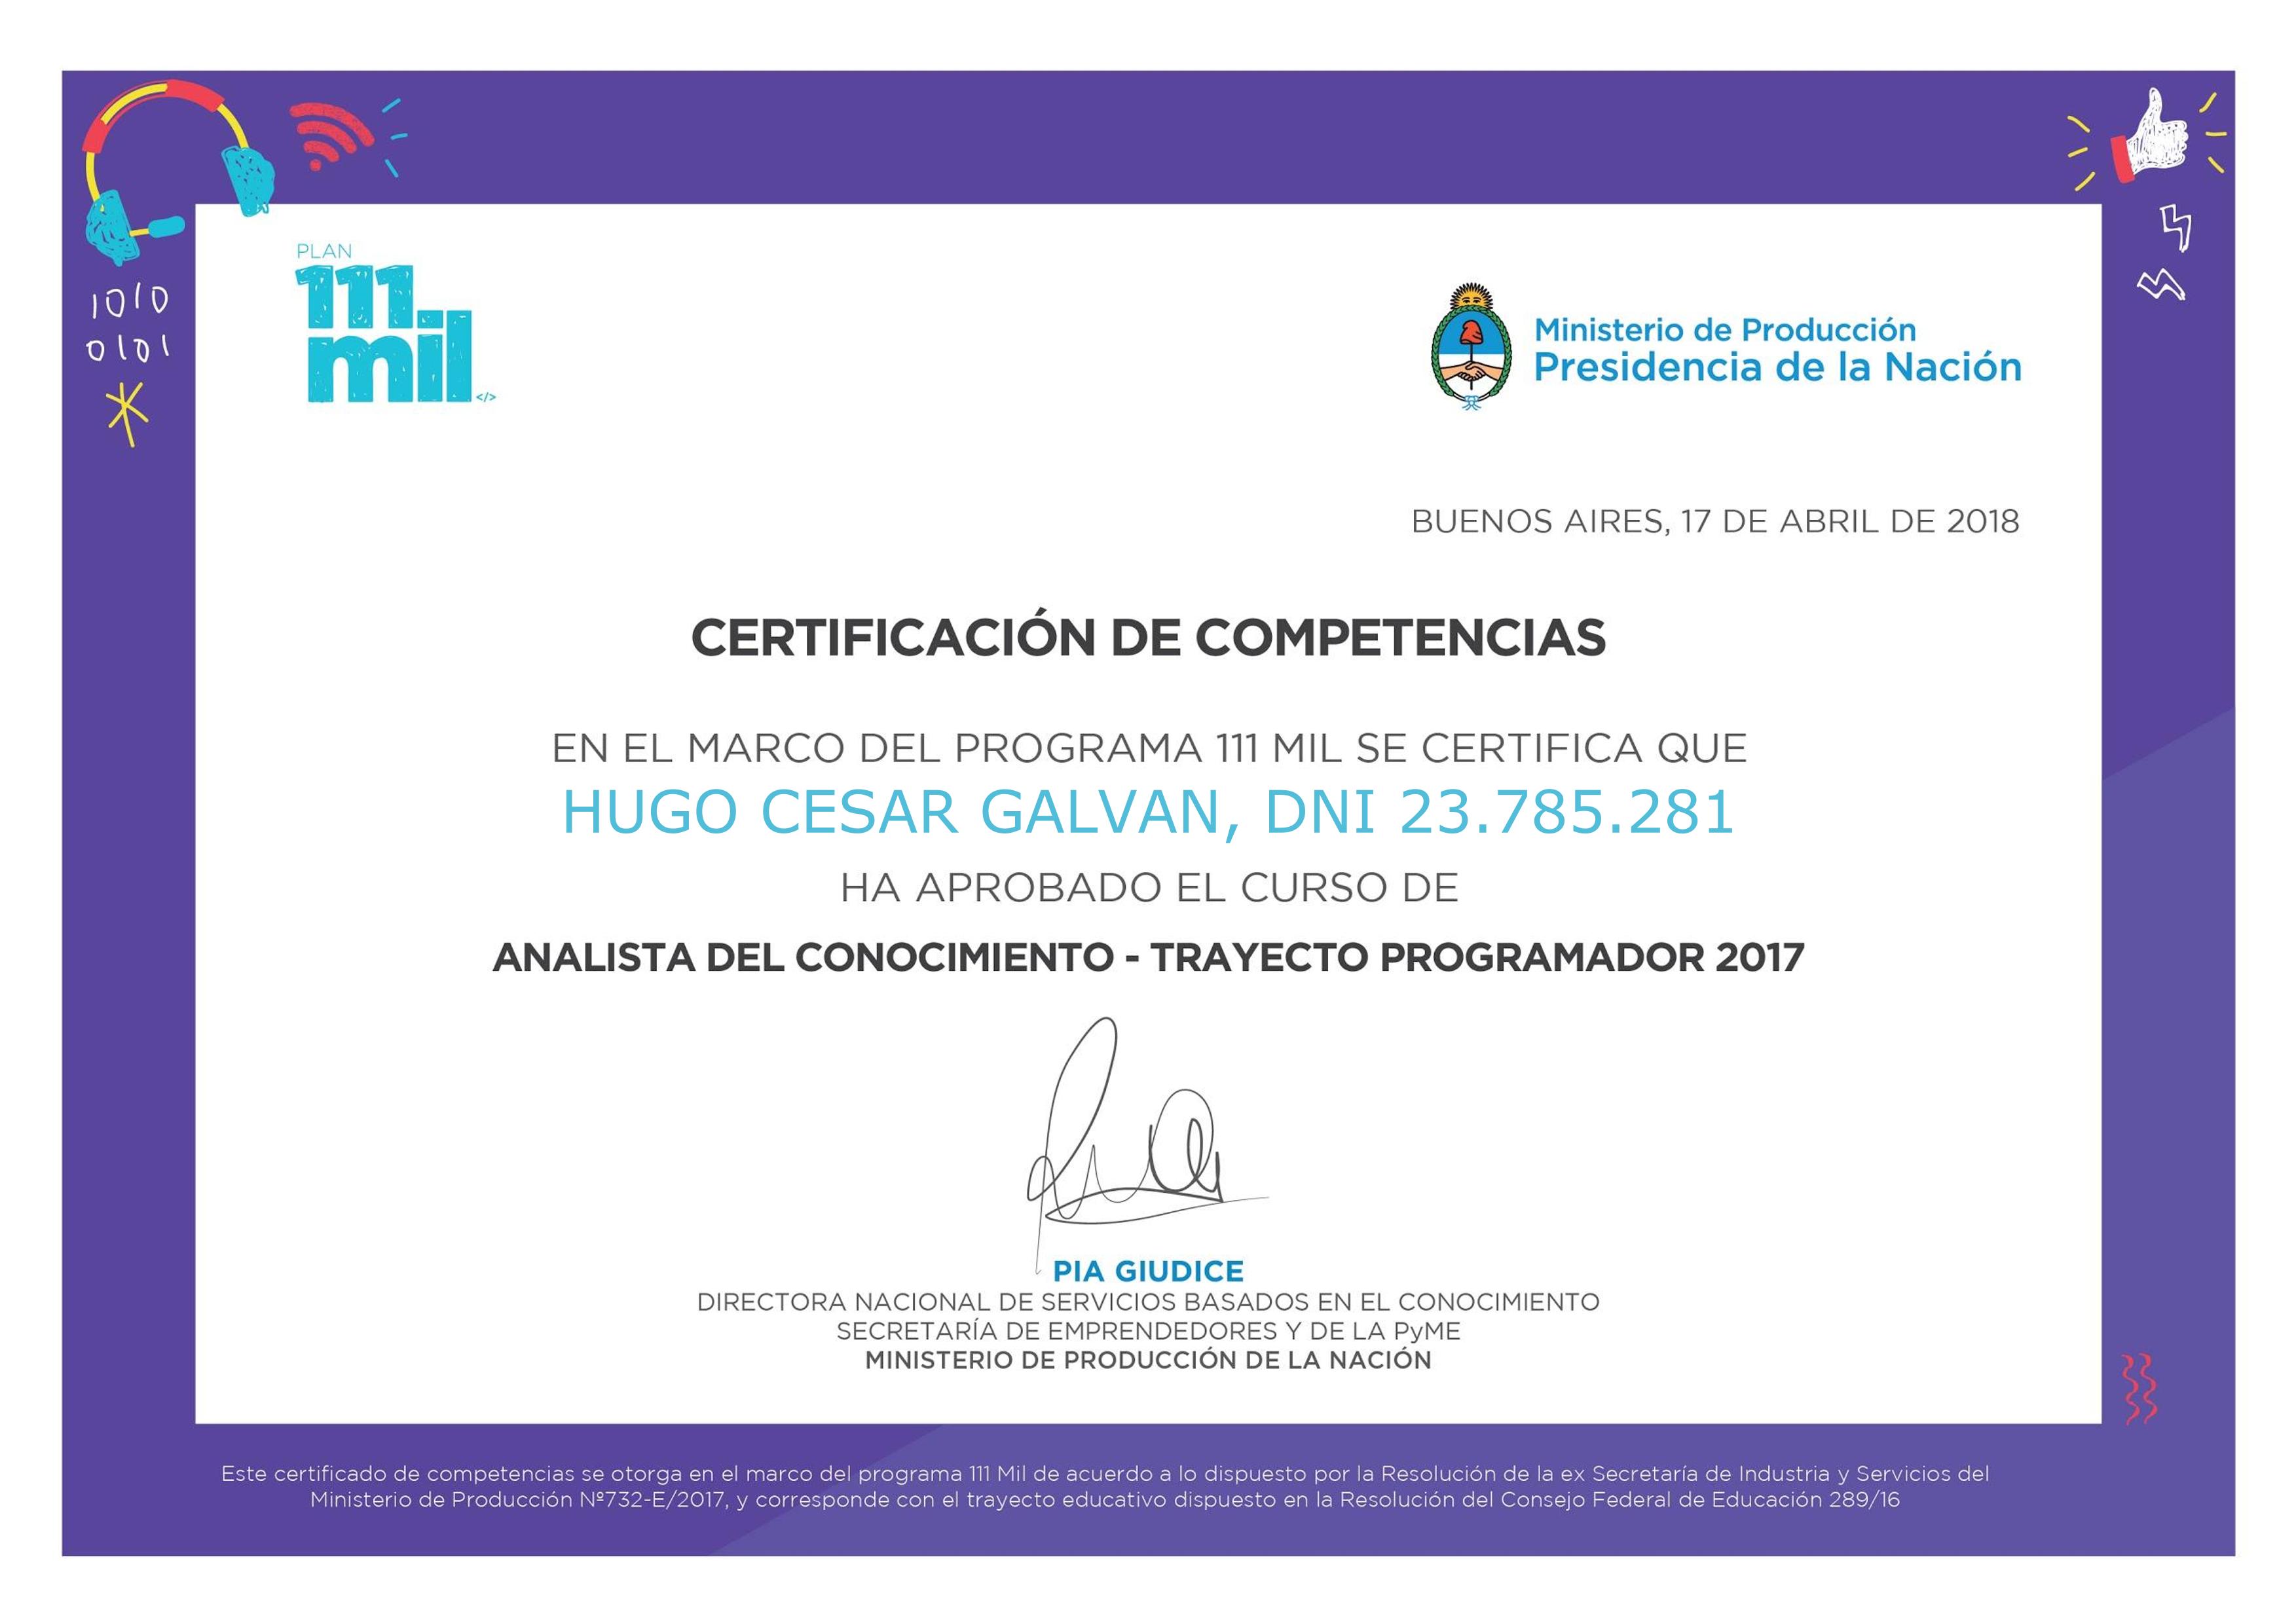 PLAN
111
mil
</>
1010
0101
Ministerio de Producción
Presidencia de la Nación
BUENOS AIRES, 17 DE ABRIL DE 2018
CERTIFICACIÓN DE COMPETENCIAS
EN EL MARCO DEL PROGRAMA 111 MIL SE CERTIFICA QUE
HUGO CESAR GALVAN, DNI 23.785.281
HA APROBADO EL CURSO DE
ANALISTA DEL CONOCIMIENTO - TRAYECTO PROGRAMADOR 2017
PIA GIUDICE
DIRECTORA NACIONAL DE SERVICIOS BASADOS EN EL CONOCIMIENTO
SECRETARÍA DE EMPRENDEDORES Y DE LA PyME
MINISTERIO DE PRODUCCIÓN DE LA NACIÓN
Este certificado de competencias se otorga en el marco del programa 111 Mil de acuerdo a lo dispuesto por la Resolución de la ex Secretaría de Industria y Servicios del
Ministerio de Producción Nº732-E/2017, y corresponde con el trayecto educativo dispuesto en la Resolución del Consejo Federal de Educación 289/16